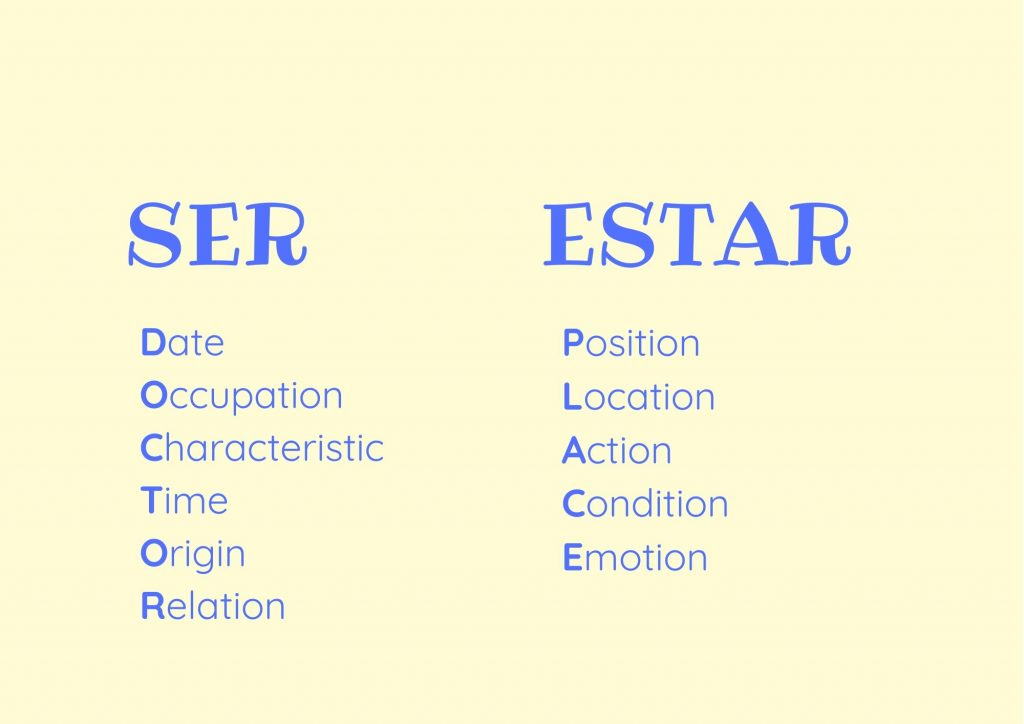 SER
Date
Occupation
Characteristic
Time
Origin
Relation
ESTAR
Position
Location
Action
Condition
Emotion